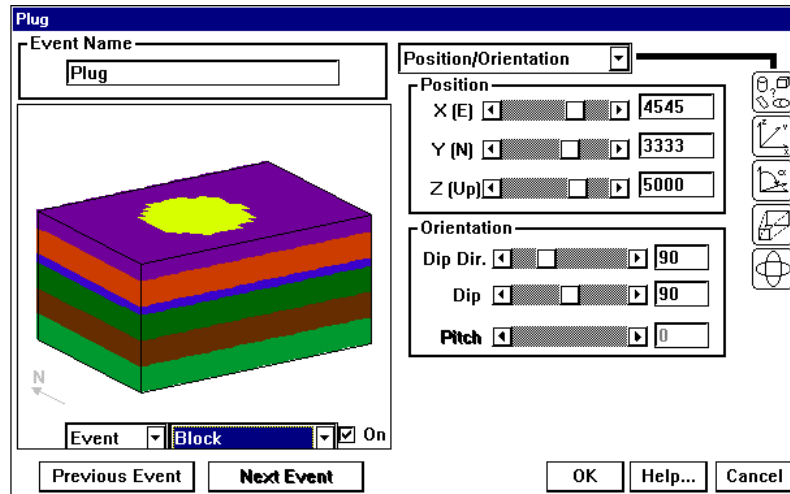 Plug
Event Name
Plug
Position/Orientation
Position
X (E) 4545
Y (N) 3333
Z (Up) 5000
Orientation
Dip Dir. 90
Dip 90
Pitch 0
N
Event Block On
Previous Event Next Event OK Help... Cancel